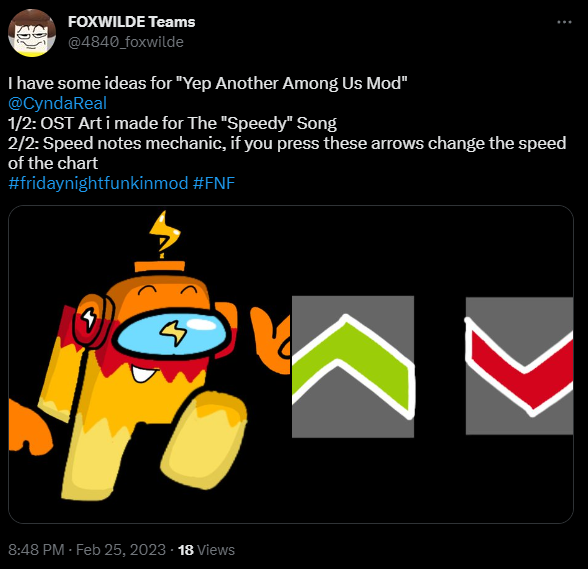 FOXWILDE Teams
@4840_foxwilde
I have some ideas for "Yep Another Among Us Mod"
@CyndaReal
1/2: OST Art i made for The "Speedy" Song
2/2: Speed notes mechanic, if you press these arrows change the speed
of the chart
#fridaynightfunkinmod #FNF
8:48 PM · Feb 25, 2023 · 18 Views